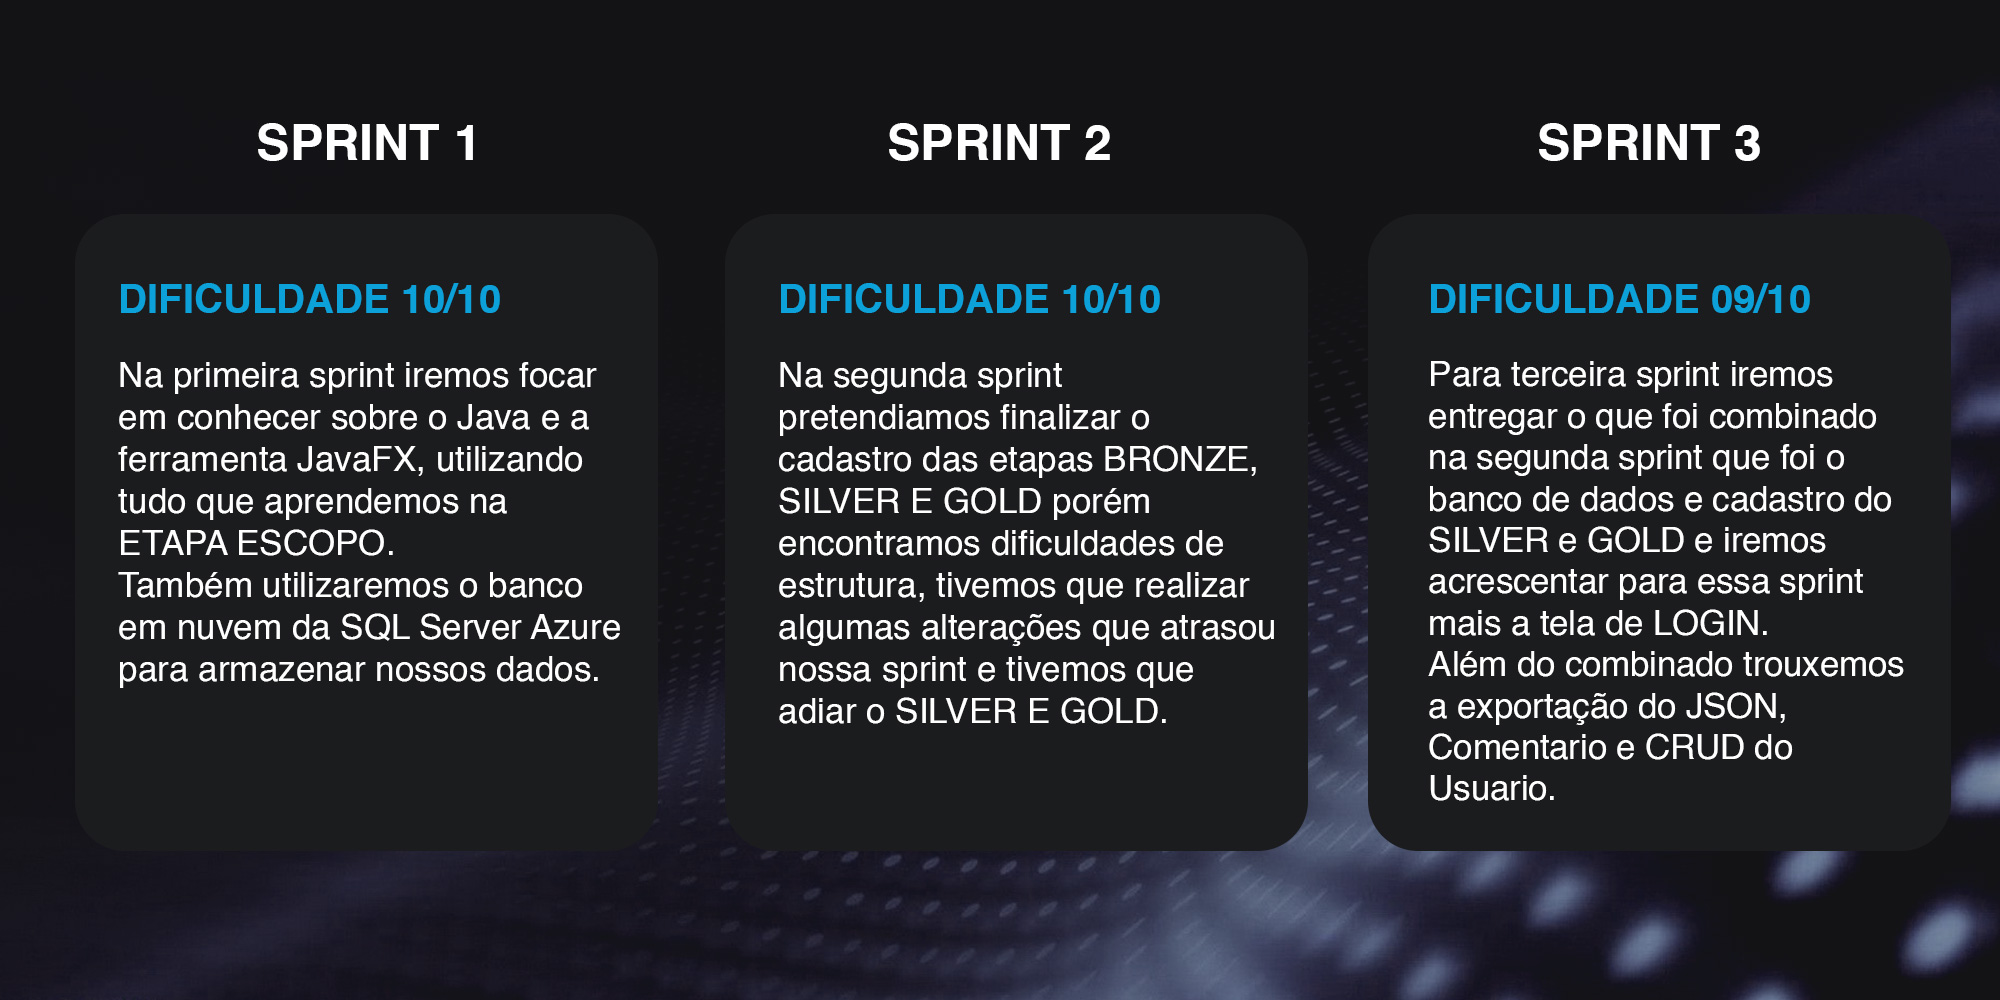 SPRINT 1
DIFICULDADE 10/10
Na primeira sprint iremos focar
em conhecer sobre o Java e a
ferramenta JavaFX, utilizando
tudo que aprendemos na
ETAPA ESCOPO.
Também utilizaremos o banco
em nuvem da SQL Server Azure
para armazenar nossos dados.
SPRINT 2
DIFICULDADE 10/10
Na segunda sprint
pretendiamos finalizar o
cadastro das etapas BRONZE,
SILVER E GOLD porém
encontramos dificuldades de
estrutura, tivemos que realizar
algumas alterações que atrasou
nossa sprint e tivemos que
adiar o SILVER E GOLD.
SPRINT 3
DIFICULDADE 09/10
Para terceira sprint iremos
entregar o que foi combinado
na segunda sprint que foi o
banco de dados e cadastro do
SILVER e GOLD e iremos
acrescentar para essa sprint
mais a tela de LOGIN.
Além do combinado trouxemos
a exportação do JSON,
Comentario e CRUD do
Usuario.